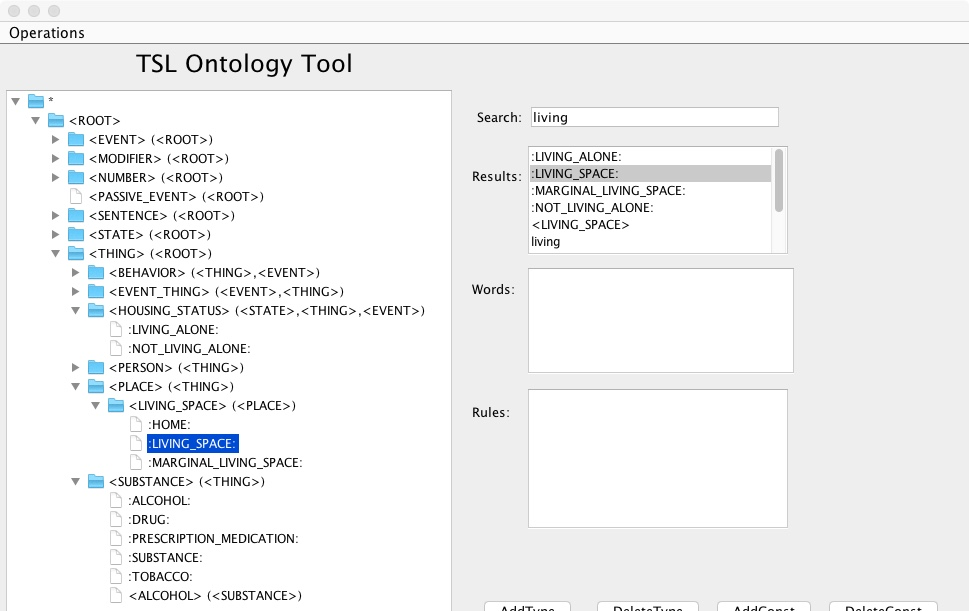 Operations
TSL Ontology Tool
*
<ROOT>
<EVENT> (<ROOT>)
<MODIFIER> (<ROOT>)
<NUMBER> (<ROOT>)
<PASSIVE_EVENT> (<ROOT>)
<SENTENCE> (<ROOT>)
<STATE> (<ROOT>)
<THING> (<ROOT>)
<BEHAVIOR> (<THING>,<EVENT>)
<EVENT_THING> (<EVENT>,<THING>)
<HOUSING_STATUS> (<STATE>,<THING>,<EVENT>)
:LIVING_ALONE:
:NOT_LIVING_ALONE:
<PERSON> (<THING>)
<PLACE> (<THING>)
<LIVING_SPACE> (<PLACE>)
:HOME:
:LIVING_SPACE:
:MARGINAL_LIVING_SPACE:
<SUBSTANCE> (<THING>)
:ALCOHOL:
:DRUG:
:PRESCRIPTION_MEDICATION:
:SUBSTANCE:
:TOBACCO:
<ALCOHOL> (<SUBSTANCE>)
Search: living
Results:
:LIVING_ALONE:
:LIVING_SPACE:
:MARGINAL_LIVING_SPACE:
:NOT_LIVING_ALONE:
<LIVING_SPACE>
living
Words:
Rules:
AddType DeleteType AddConst DeleteConst